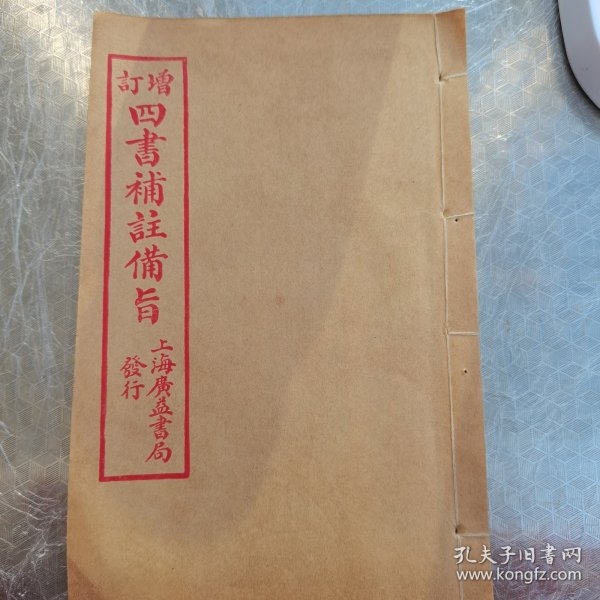 增訂
四書補註備旨
上海廣益書局
發行
孔夫子旧书网
www.kongfz.com